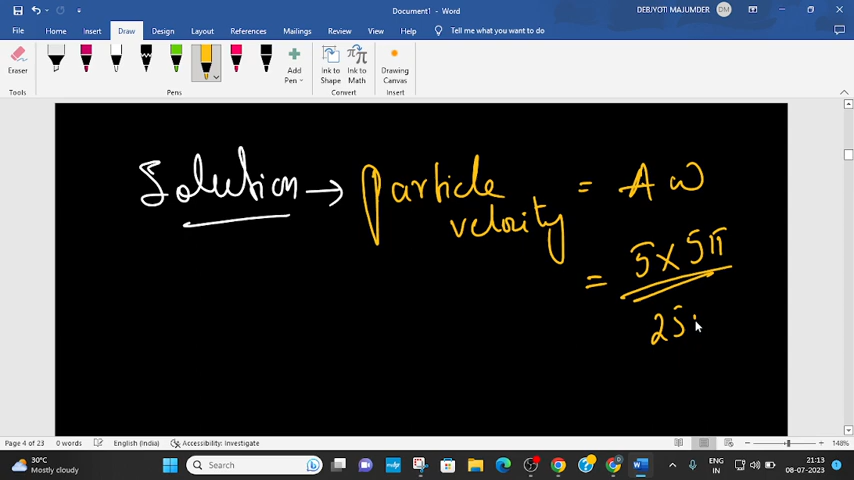 Document1 - Word
DEBJYOTI MAJUMDER DM
File Home Insert Draw Design Layout References Mailings Review View Help Tell me what you want to do
Eraser
Add Pen
Ink to Shape
Ink to Math
Drawing Canvas
Tools Pens Convert Insert
Solution → particle velocity = A ω
= 5 × 5π
25
Page 4 of 23 0 words English (India) Accessibility: Investigate 148%
30°C
Mostly cloudy
Search
ENG
IN
21:13
08-07-2023